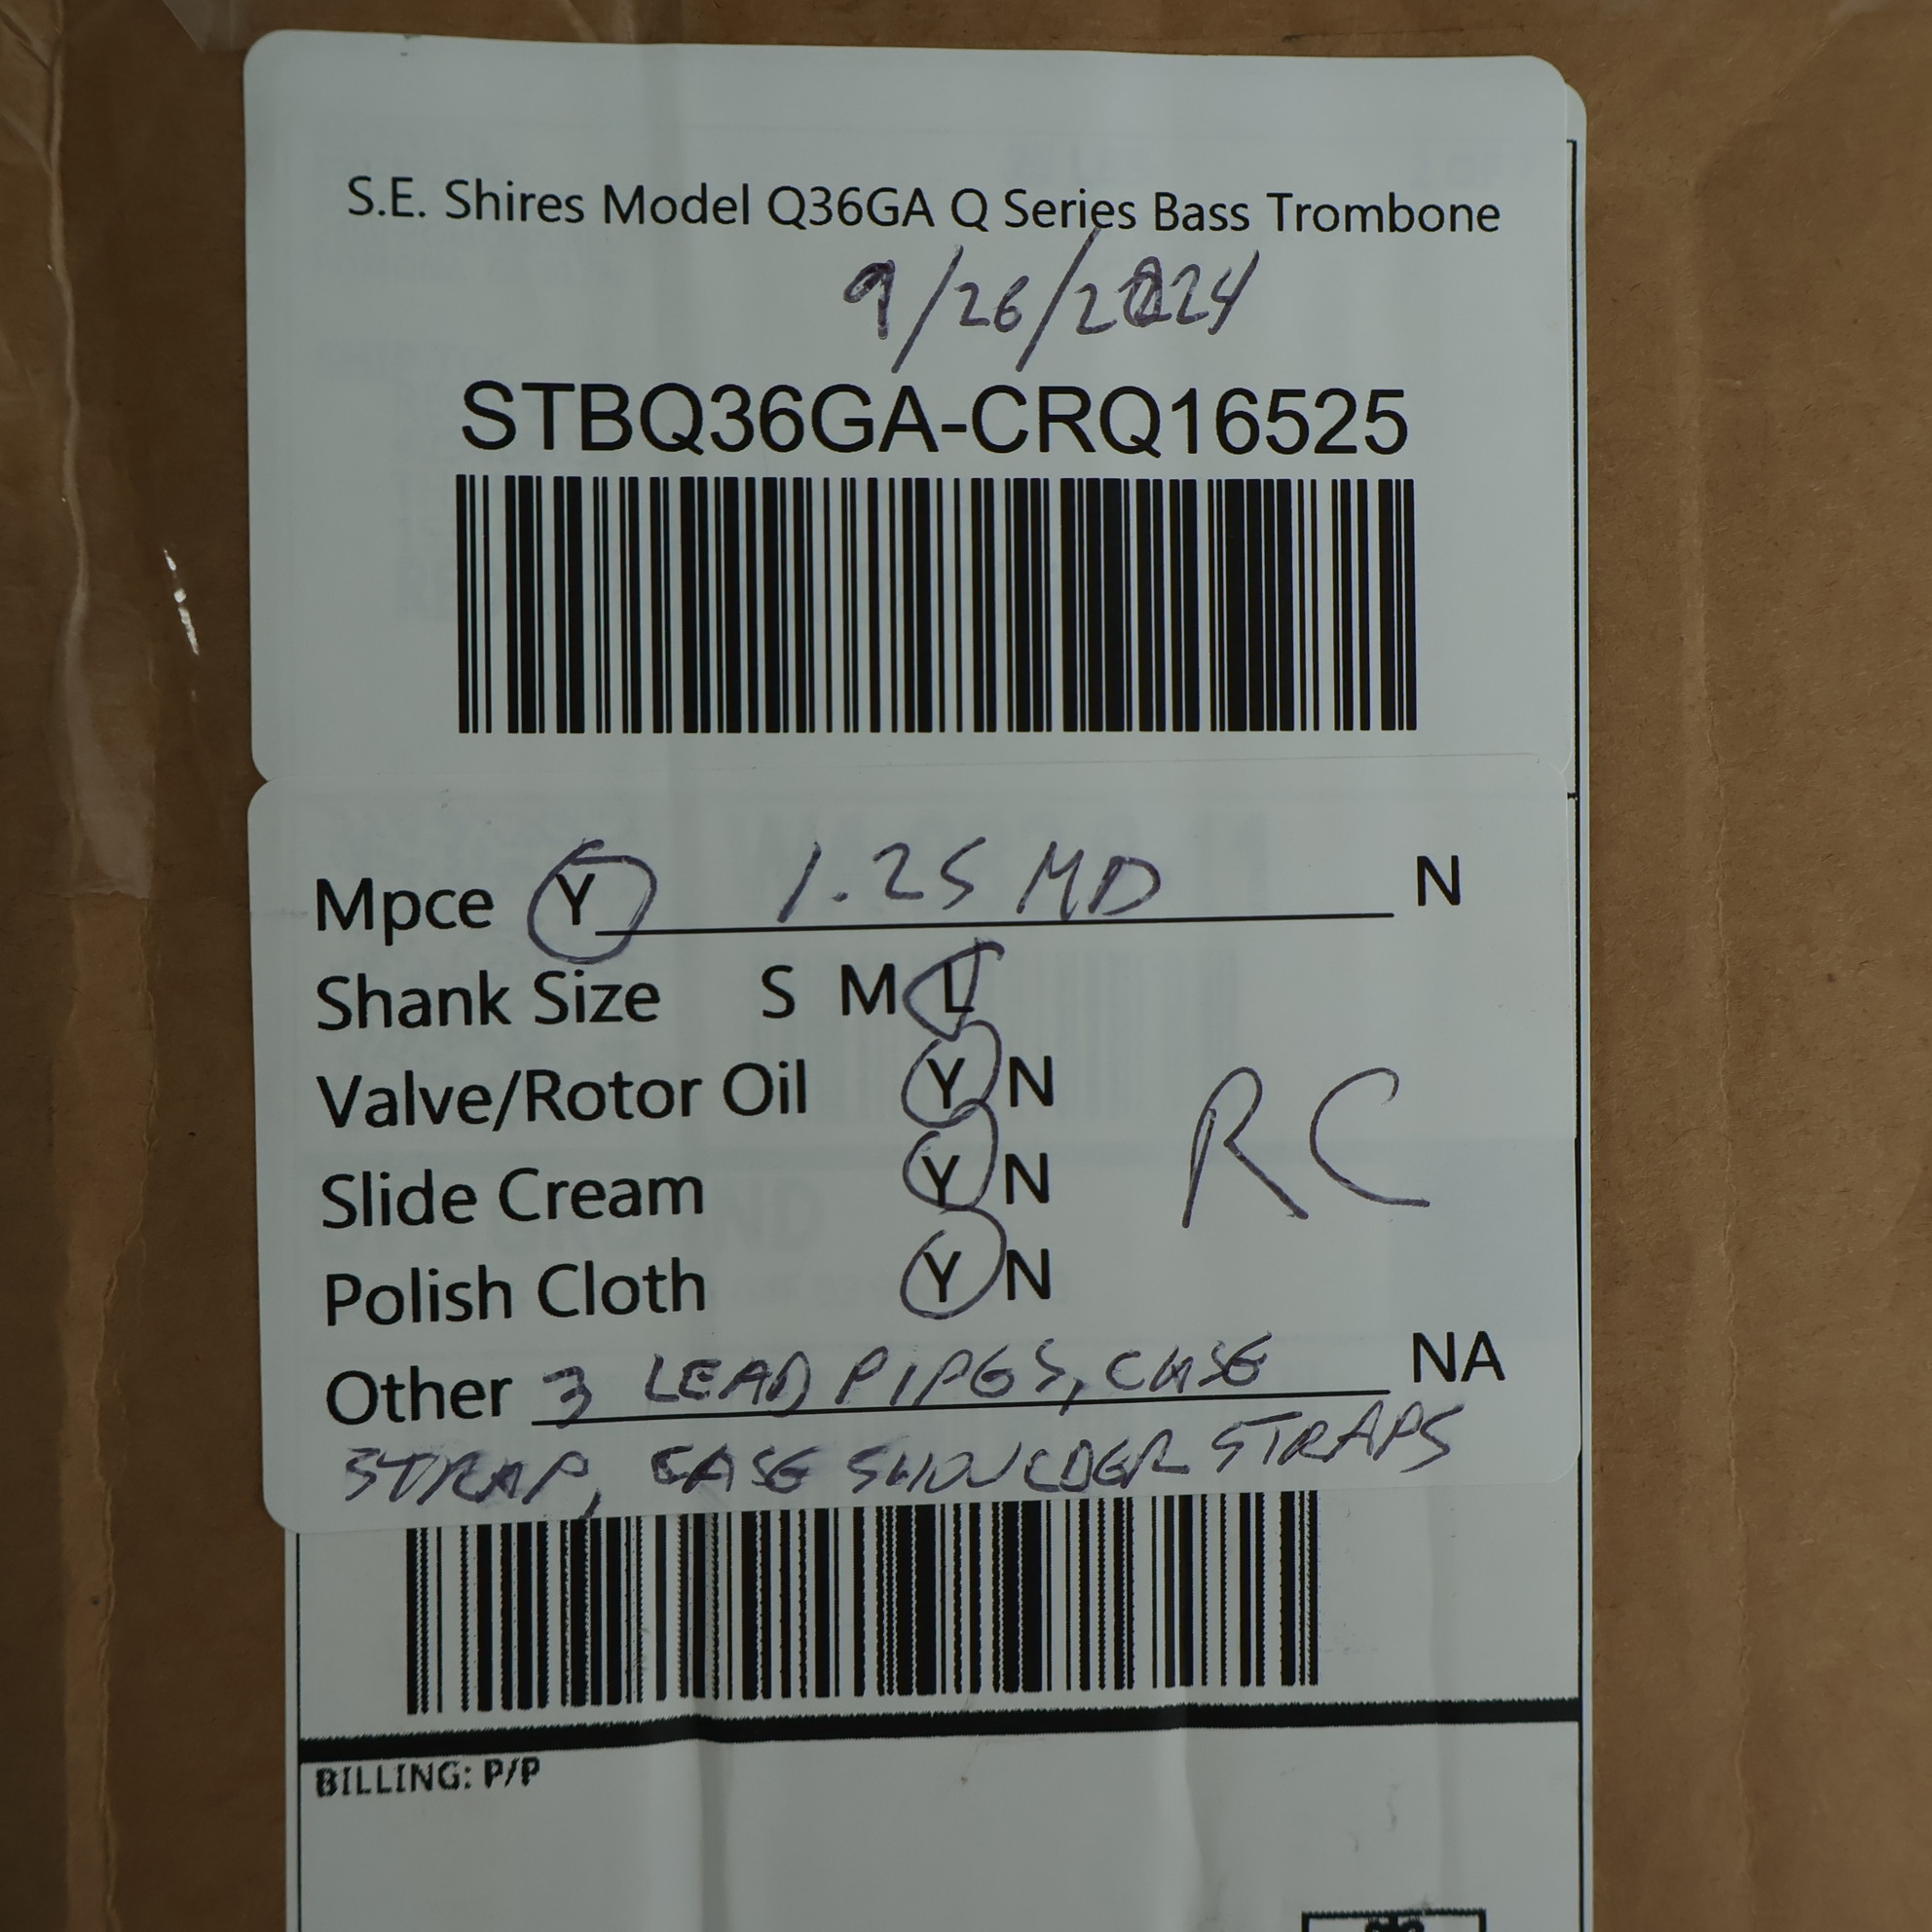 S.E. Shires Model Q36GA Q Series Bass Trombone
9/26/2024
STBQ36GA-CRQ16525
Mpce Y 1.25 MD N
Shank Size S M L
Valve/Rotor Oil Y N
RC
Slide Cream Y N
Polish Cloth Y N
Other 3 LEAD PIPES, CASE NA
STRAP, CASE SHOULDER STRAPS
BILLING: P/P